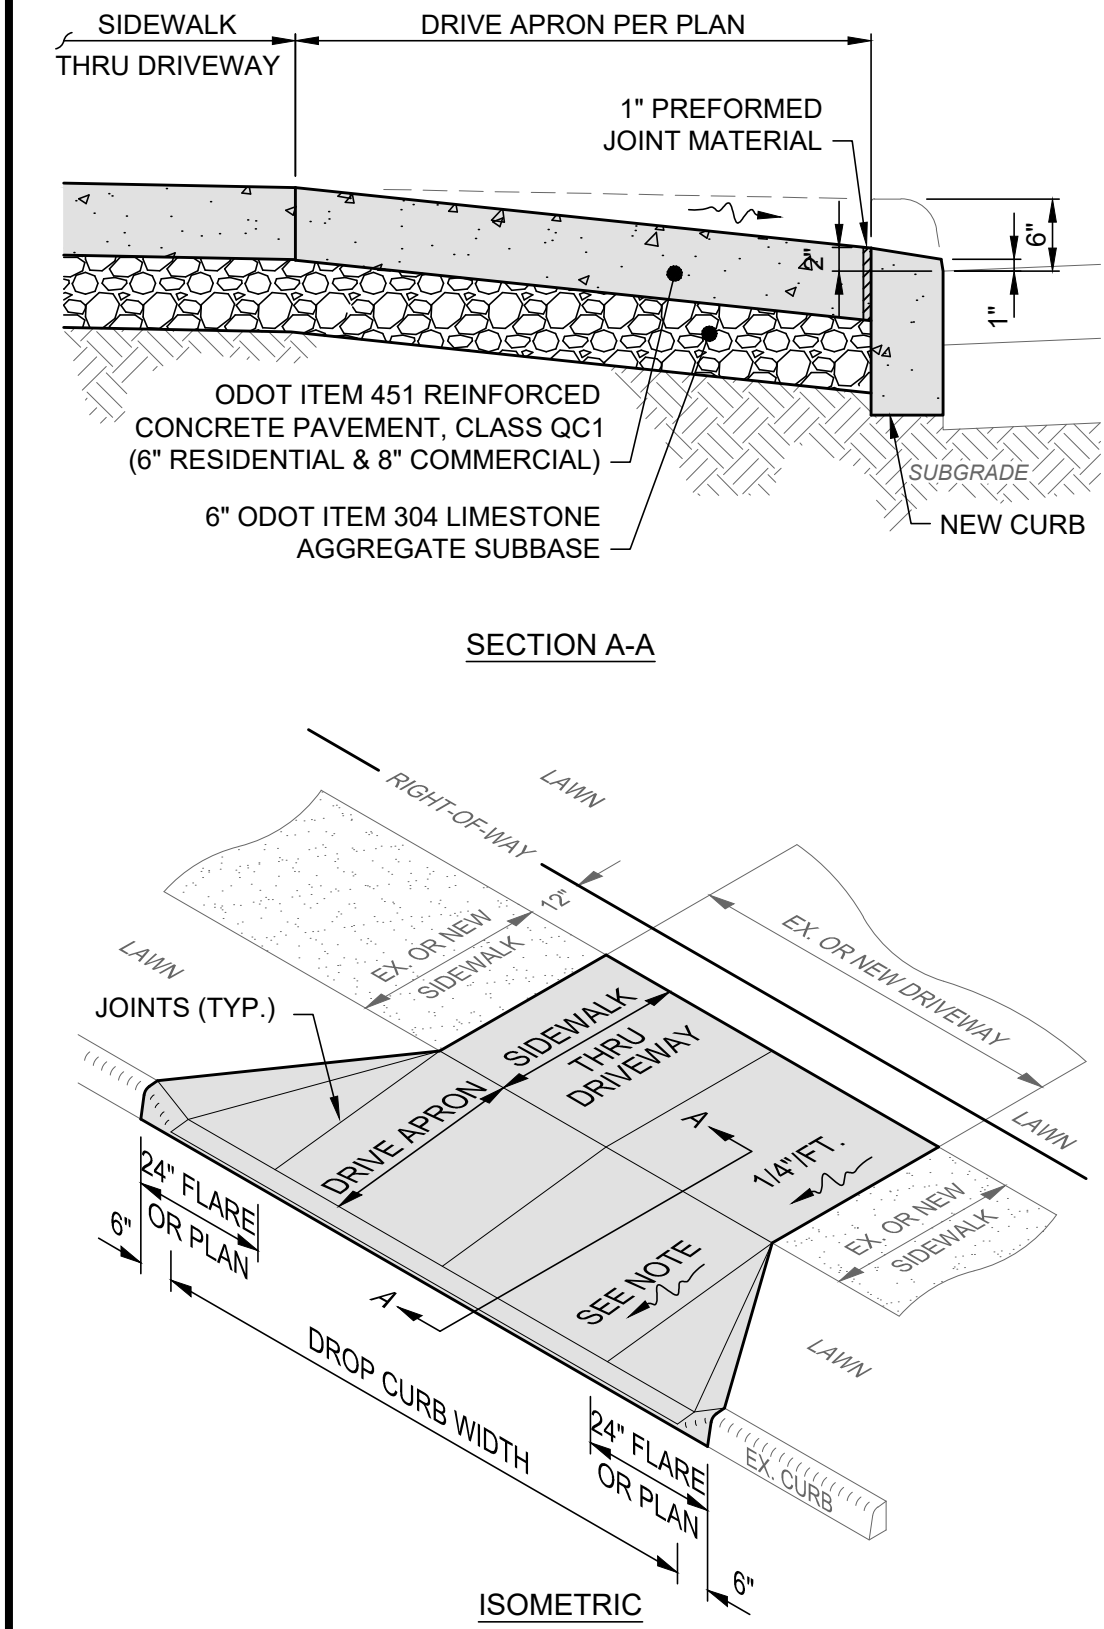 SIDEWALK
THRU DRIVEWAY
DRIVE APRON PER PLAN
1" PREFORMED
JOINT MATERIAL
2"
6"
1"
ODOT ITEM 451 REINFORCED
CONCRETE PAVEMENT, CLASS QC1
(6" RESIDENTIAL & 8" COMMERCIAL)
SUBGRADE
6" ODOT ITEM 304 LIMESTONE
AGGREGATE SUBBASE
NEW CURB
SECTION A-A
LAWN
RIGHT-OF-WAY
12"
EX. OR NEW
SIDEWALK
EX. OR NEW DRIVEWAY
LAWN
JOINTS (TYP.)
SIDEWALK
THRU
DRIVEWAY
DRIVE APRON
A
1/4"/FT.
LAWN
24" FLARE
OR PLAN
6"
EX. OR NEW
SIDEWALK
SEE NOTE
A
LAWN
DROP CURB WIDTH
24" FLARE
OR PLAN
EX. CURB
6"
ISOMETRIC